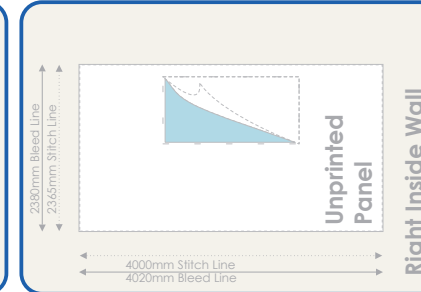 2380mm Bleed Line
2365mm Stitch Line
Unprinted
Panel
Right Inside Wall
4000mm Stitch Line
4020mm Bleed Line